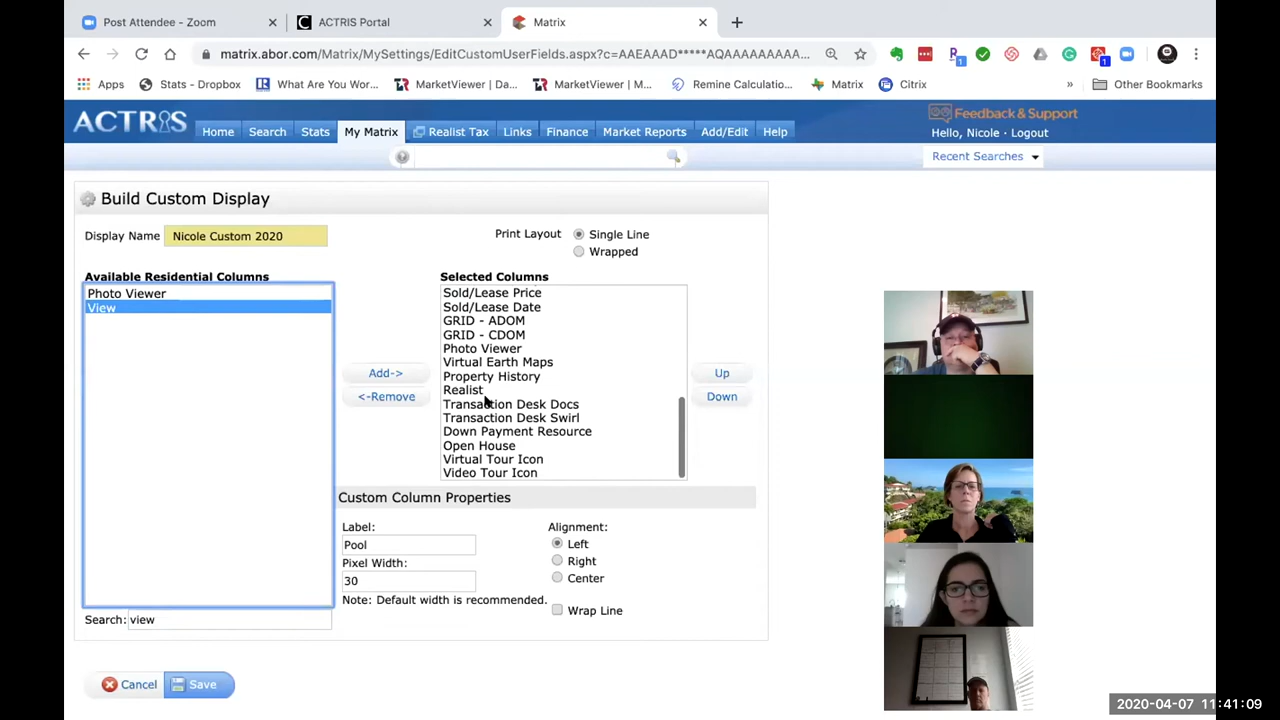 Post Attendee - Zoom
ACTRIS Portal
Matrix
matrix.abor.com/Matrix/MySettings/EditCustomUserFields.aspx?c=AAEAAAD*****AQAAAAAAAAA...
1
1
Apps
Stats - Dropbox
What Are You Wor...
MarketViewer | Da...
MarketViewer | M...
Remine Calculatio...
Matrix
Citrix
»
Other Bookmarks
ACTRIS
Home
Search
Stats
My Matrix
Realist Tax
Links
Finance
Market Reports
Add/Edit
Help
Feedback & Support
Hello, Nicole · Logout
Recent Searches
Build Custom Display
Display Name
Nicole Custom 2020
Print Layout
Single Line
Wrapped
Available Residential Columns
Photo Viewer
View
Search: view
Add->
<-Remove
Selected Columns
Sold/Lease Price
Sold/Lease Date
GRID - ADOM
GRID - CDOM
Photo Viewer
Virtual Earth Maps
Property History
Realist
Transaction Desk Docs
Transaction Desk Swirl
Down Payment Resource
Open House
Virtual Tour Icon
Video Tour Icon
Up
Down
Custom Column Properties
Label:
Pool
Pixel Width:
30
Note: Default width is recommended.
Alignment:
Left
Right
Center
Wrap Line
Cancel
Save
2020-04-07 11:41:09